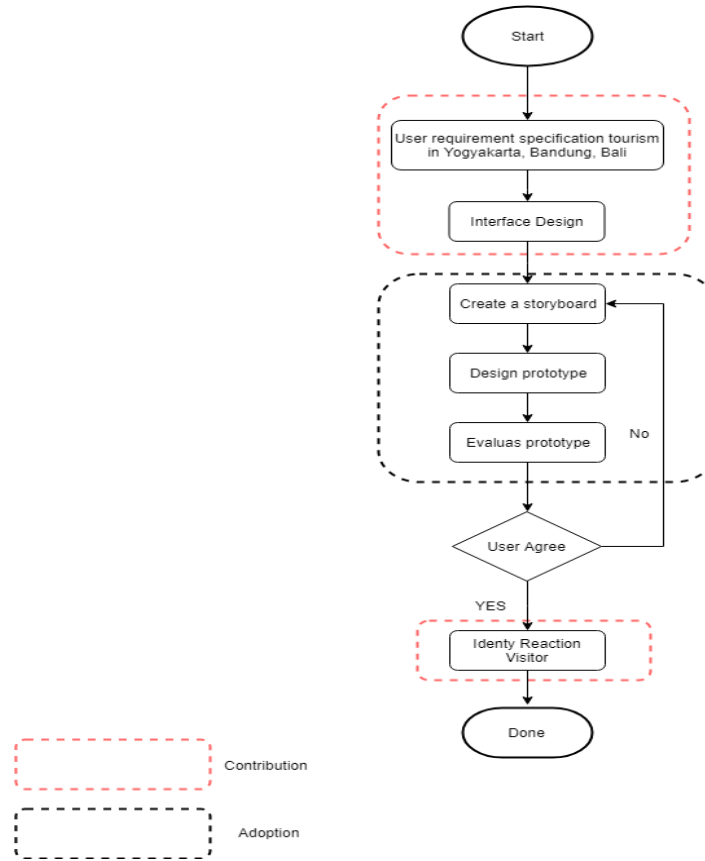 Start
User requirement specification tourism
in Yogyakarta, Bandung, Bali
Interface Design
Create a storyboard
Design prototype
Evaluas prototype
No
User Agree
YES
Identy Reaction
Visitor
Done
Contribution
Adoption